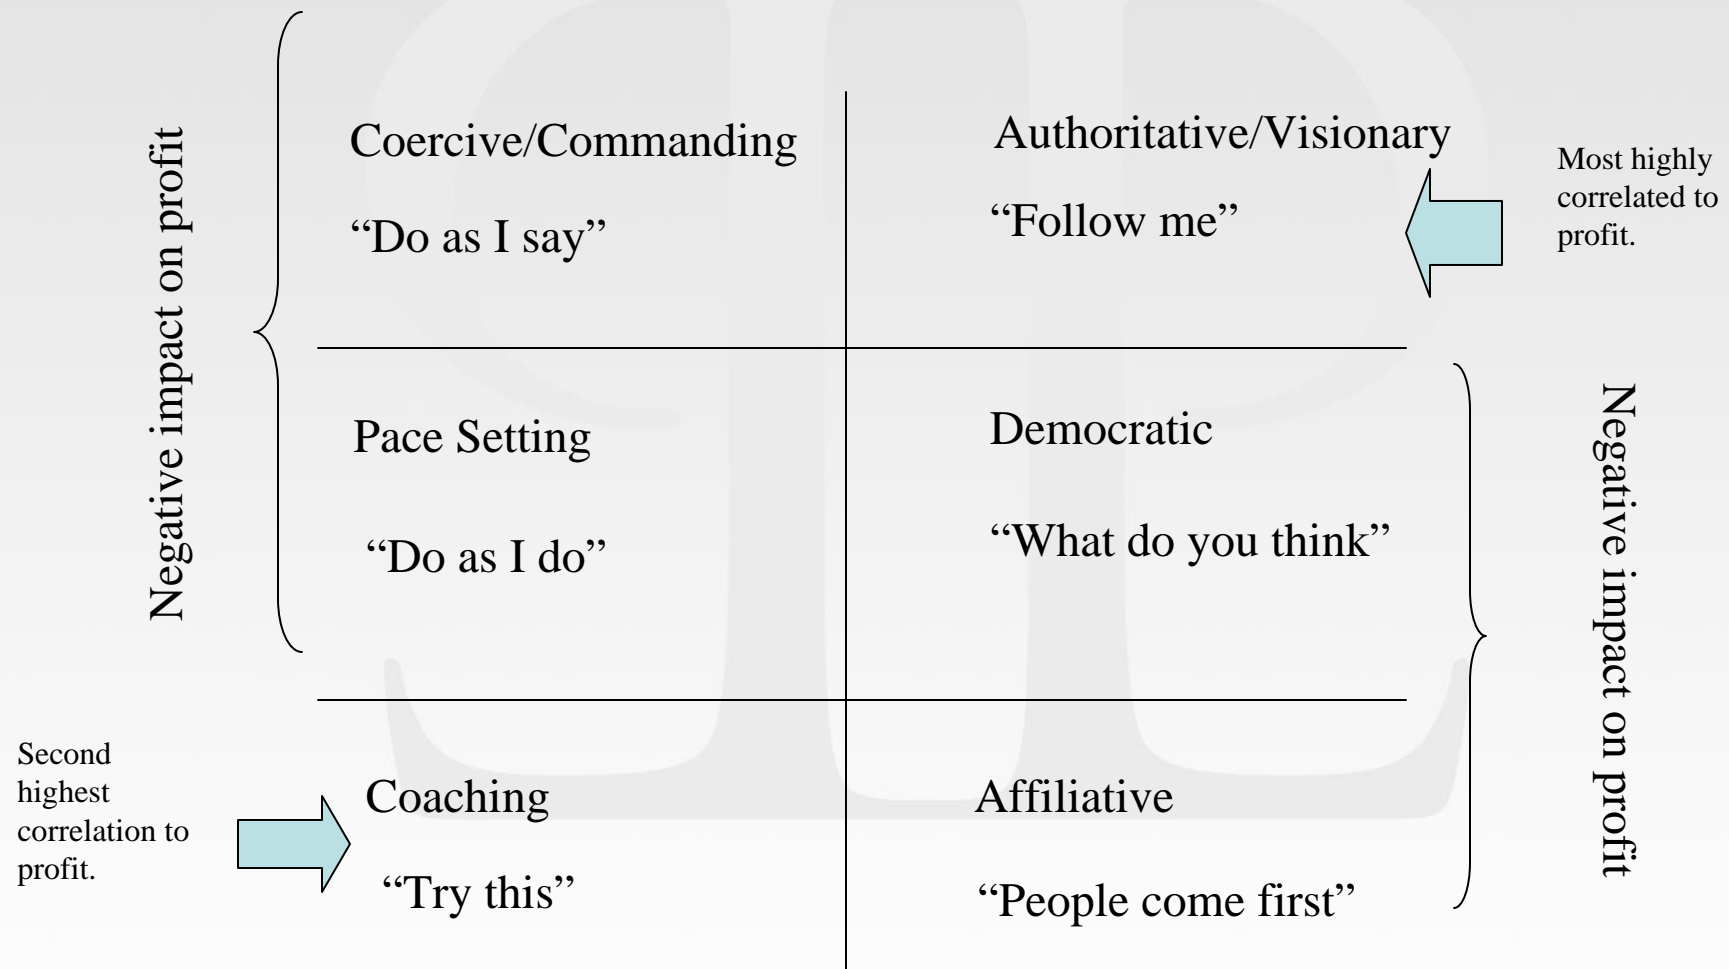 Negative impact on profit
Coercive/Commanding
“Do as I say”
Authoritative/Visionary
“Follow me”
Most highly
correlated to
profit.
Pace Setting
“Do as I do”
Democratic
“What do you think”
Negative impact on profit
Second
highest
correlation to
profit.
Coaching
“Try this”
Affiliative
“People come first”